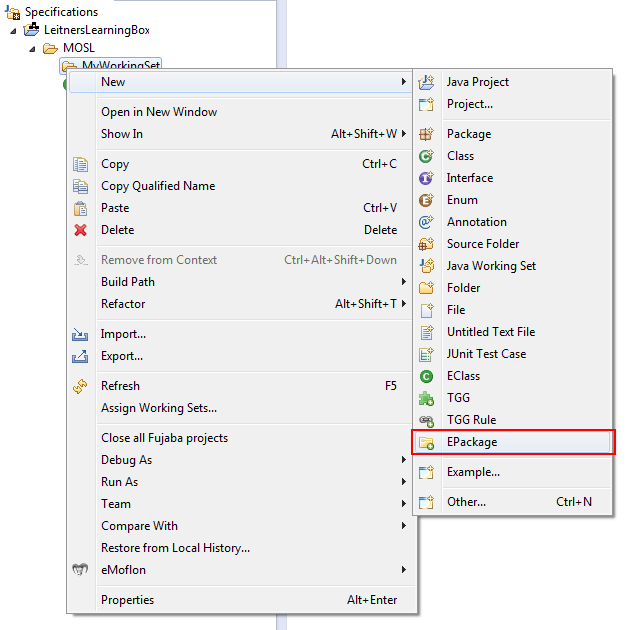 Specifications
LeitnersLearningBox
MOSL
MyWorkingSet
New
Open in New Window
Show In Alt+Shift+W
Copy Ctrl+C
Copy Qualified Name
Paste Ctrl+V
Delete Delete
Remove from Context Ctrl+Alt+Shift+Down
Build Path
Refactor Alt+Shift+T
Import...
Export...
Refresh F5
Assign Working Sets...
Close all Fujaba projects
Debug As
Run As
Team
Compare With
Restore from Local History...
eMoflon
Properties Alt+Enter
Java Project
Project...
Package
Class
Interface
Enum
Annotation
Source Folder
Java Working Set
Folder
File
Untitled Text File
JUnit Test Case
EClass
TGG
TGG Rule
EPackage
Example...
Other... Ctrl+N